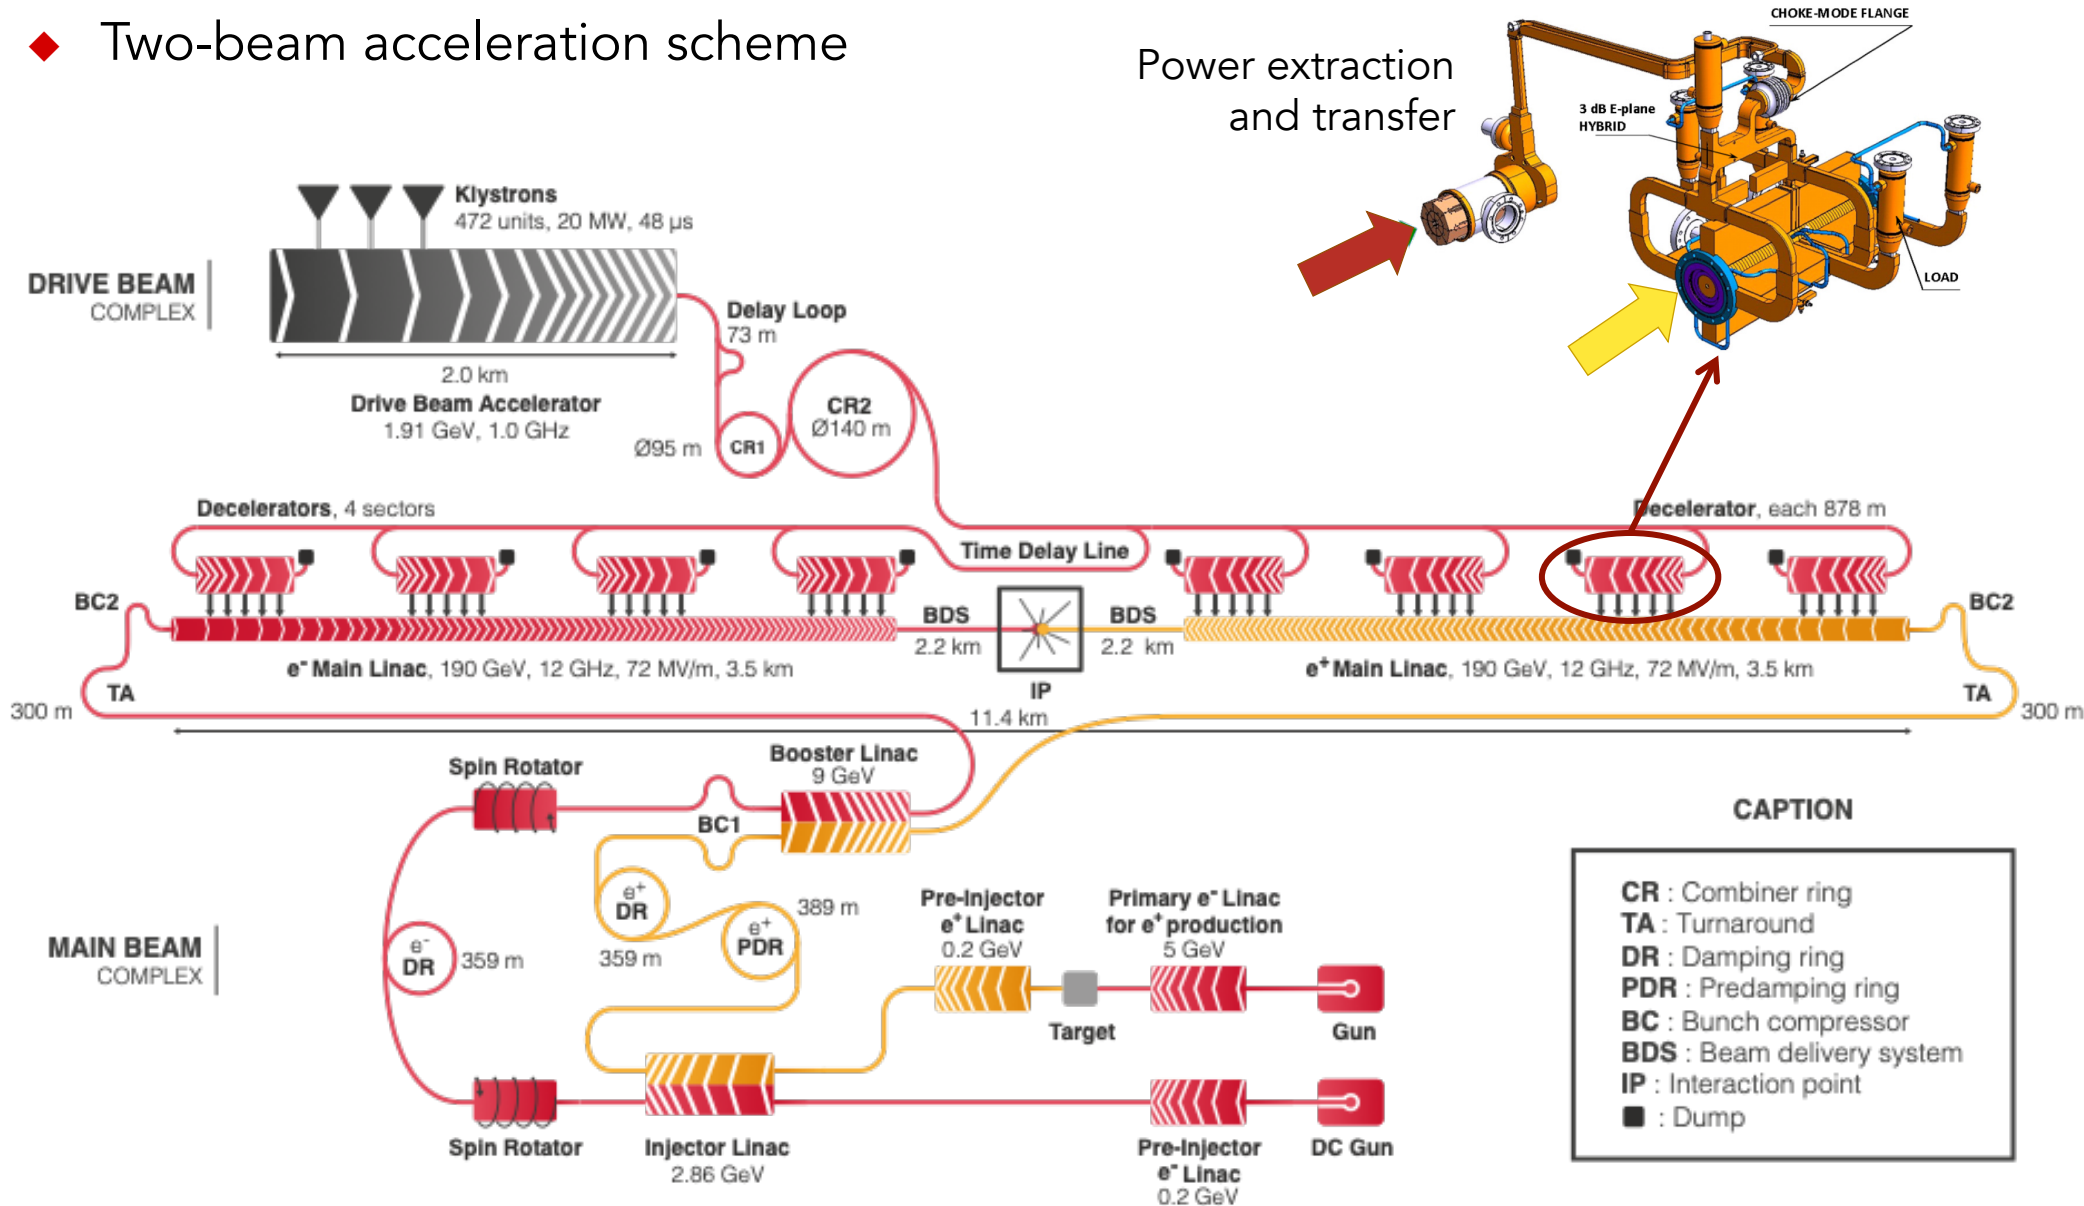 Two-beam acceleration scheme
Power extraction
and transfer
CHOKE-MODE FLANGE
3 dB E-plane
HYBRID
LOAD
Klystrons
472 units, 20 MW, 48 µs
DRIVE BEAM
COMPLEX
2.0 km
Drive Beam Accelerator
1.91 GeV, 1.0 GHz
Delay Loop
73 m
CR2
Ø140 m
Ø95 m
CR1
Decelerators, 4 sectors
Decelerator, each 878 m
Time Delay Line
BC2
BDS
2.2 km
BDS
2.2 km
BC2
e⁻ Main Linac, 190 GeV, 12 GHz, 72 MV/m, 3.5 km
IP
e⁺ Main Linac, 190 GeV, 12 GHz, 72 MV/m, 3.5 km
TA
300 m
TA
300 m
11.4 km
Spin Rotator
Booster Linac
9 GeV
BC1
MAIN BEAM
COMPLEX
e⁻
DR
359 m
e⁺
DR
359 m
e⁺
PDR
389 m
Pre-Injector
e⁺ Linac
0.2 GeV
Primary e⁻ Linac
for e⁺ production
5 GeV
Target
Gun
Spin Rotator
Injector Linac
2.86 GeV
Pre-Injector
e⁻ Linac
0.2 GeV
DC Gun
CAPTION
CR : Combiner ring
TA : Turnaround
DR : Damping ring
PDR : Predamping ring
BC : Bunch compressor
BDS : Beam delivery system
IP : Interaction point
: Dump